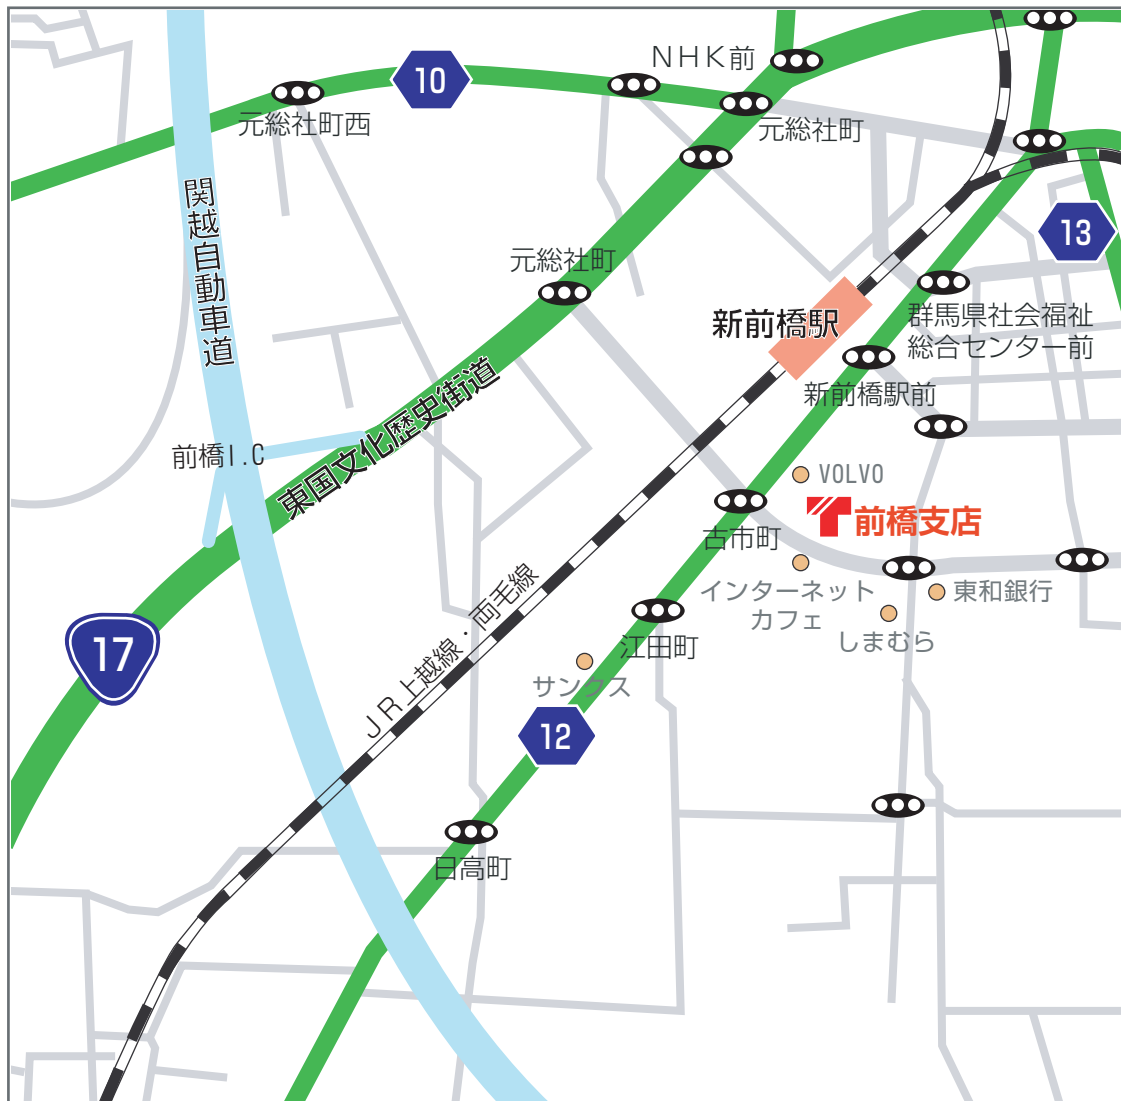 NHK前
10
元総社町西
元総社町
関越自動車道
13
元総社町
新前橋駅
群馬県社会福祉
総合センター前
新前橋駅前
東国文化歴史街道
前橋I.C
VOLVO
前橋支店
古市町
インターネット
カフェ
東和銀行
しまむら
JR上越線・両毛線
江田町
17
サンクス
12
日高町